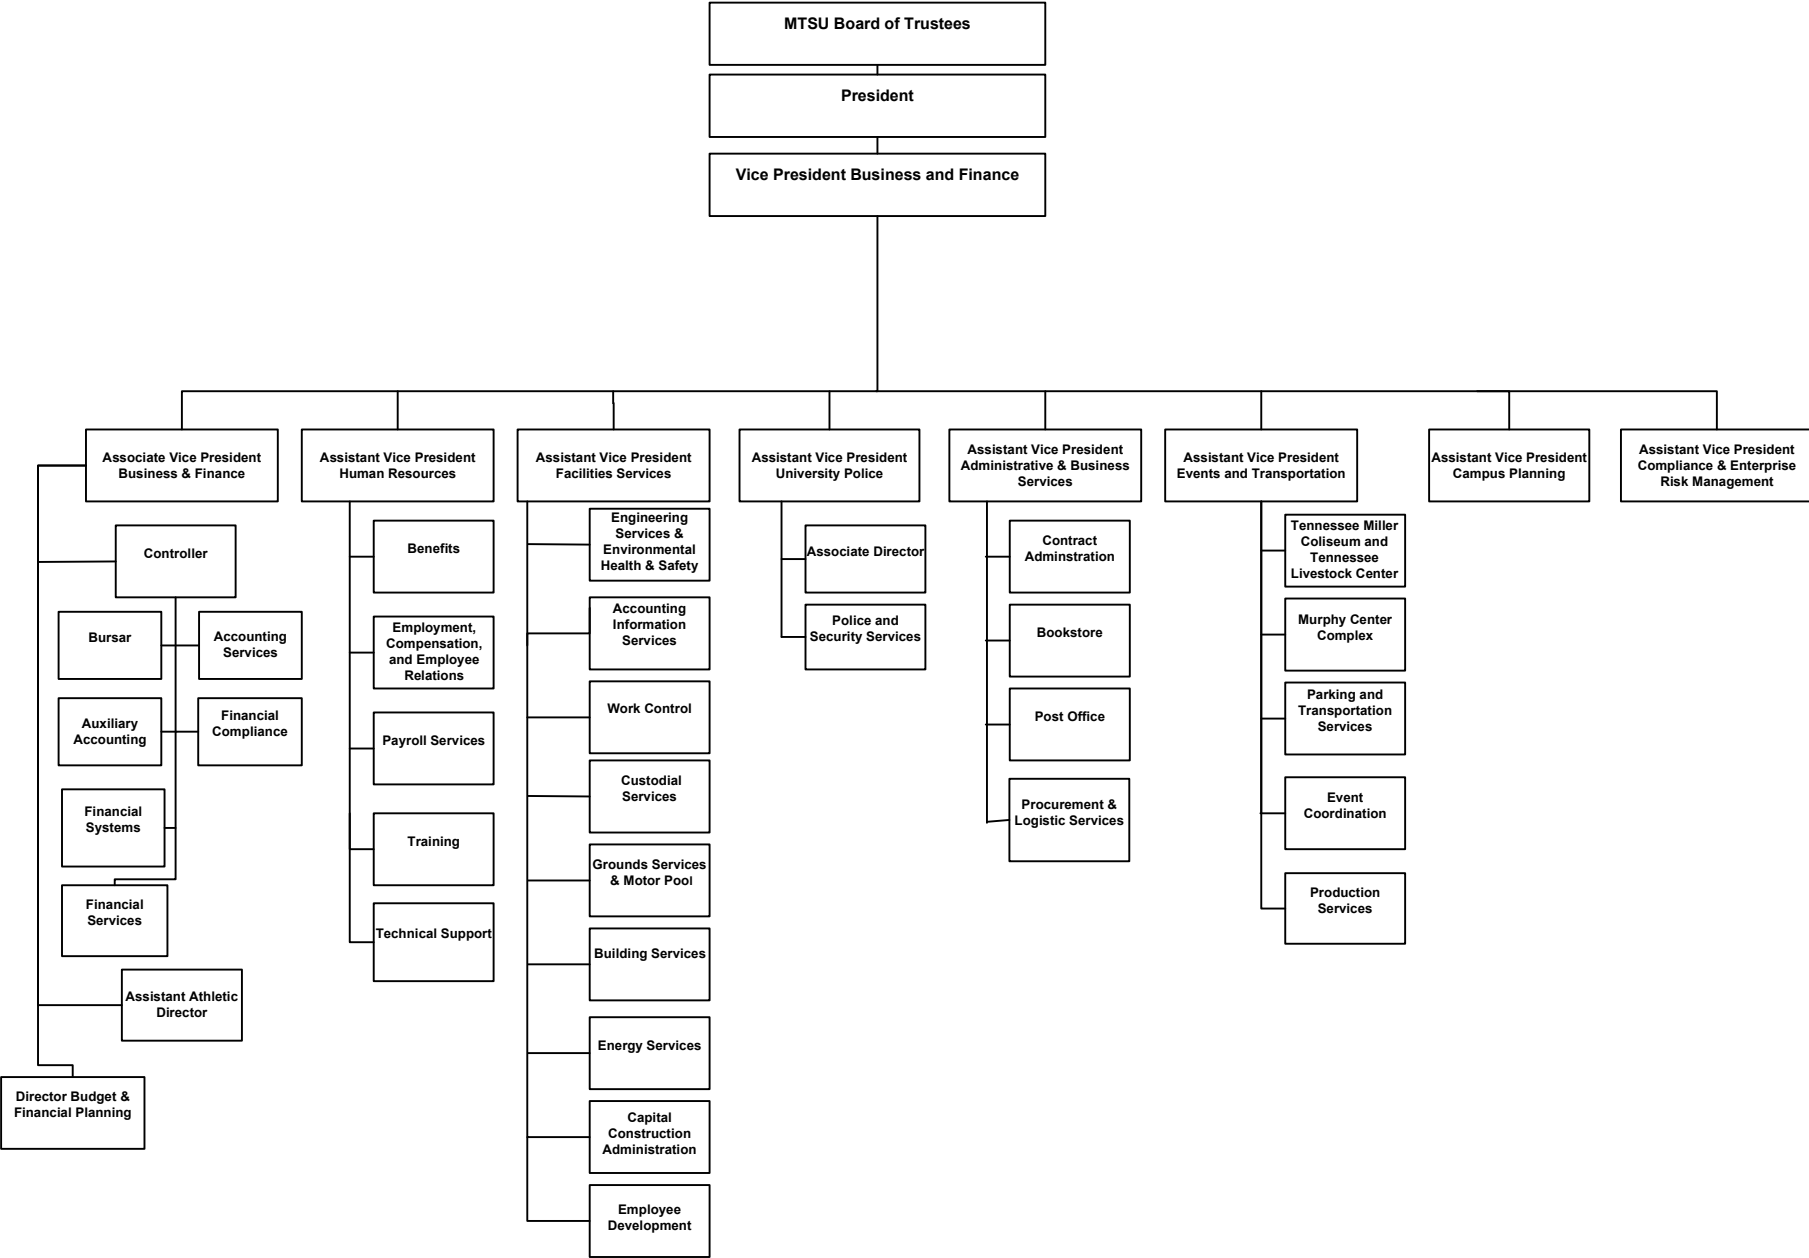 MTSU Board of Trustees
President
Vice President Business and Finance
Associate Vice President
Business & Finance
Controller
Bursar
Accounting
Services
Auxiliary
Accounting
Financial
Compliance
Financial
Systems
Financial
Services
Assistant Athletic
Director
Director Budget &
Financial Planning
Assistant Vice President
Human Resources
Benefits
Employment,
Compensation,
and Employee
Relations
Payroll Services
Training
Technical Support
Assistant Vice President
Facilities Services
Engineering
Services &
Environmental
Health & Safety
Accounting
Information
Services
Work Control
Custodial
Services
Grounds Services
& Motor Pool
Building Services
Energy Services
Capital
Construction
Administration
Employee
Development
Assistant Vice President
University Police
Associate Director
Police and
Security Services
Assistant Vice President
Administrative & Business
Services
Contract
Adminstration
Bookstore
Post Office
Procurement &
Logistic Services
Assistant Vice President
Events and Transportation
Tennessee Miller
Coliseum and
Tennessee
Livestock Center
Murphy Center
Complex
Parking and
Transportation
Services
Event
Coordination
Production
Services
Assistant Vice President
Campus Planning
Assistant Vice President
Compliance & Enterprise
Risk Management